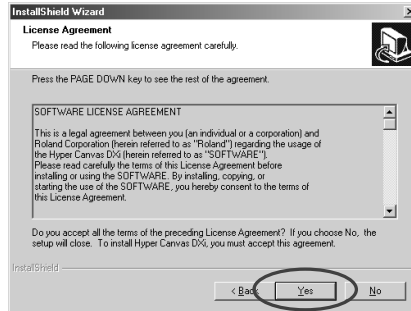 InstallShield Wizard
License Agreement
Please read the following license agreement carefully.
Press the PAGE DOWN key to see the rest of the agreement.
SOFTWARE LICENSE AGREEMENT
This is a legal agreement between you (an individual or a corporation) and
Roland Corporation (herein referred to as "Roland") regarding the usage of
the Hyper Canvas DXi (herein referred to as "SOFTWARE").
Please read carefully the terms of this License Agreement before
installing or using the SOFTWARE. By installing, copying, or
starting the use of the SOFTWARE, you hereby consent to the terms of
this License Agreement.
Do you accept all the terms of the preceding License Agreement? If you choose No, the
setup will close. To install Hyper Canvas DXi, you must accept this agreement.
InstallShield
< Back Yes No